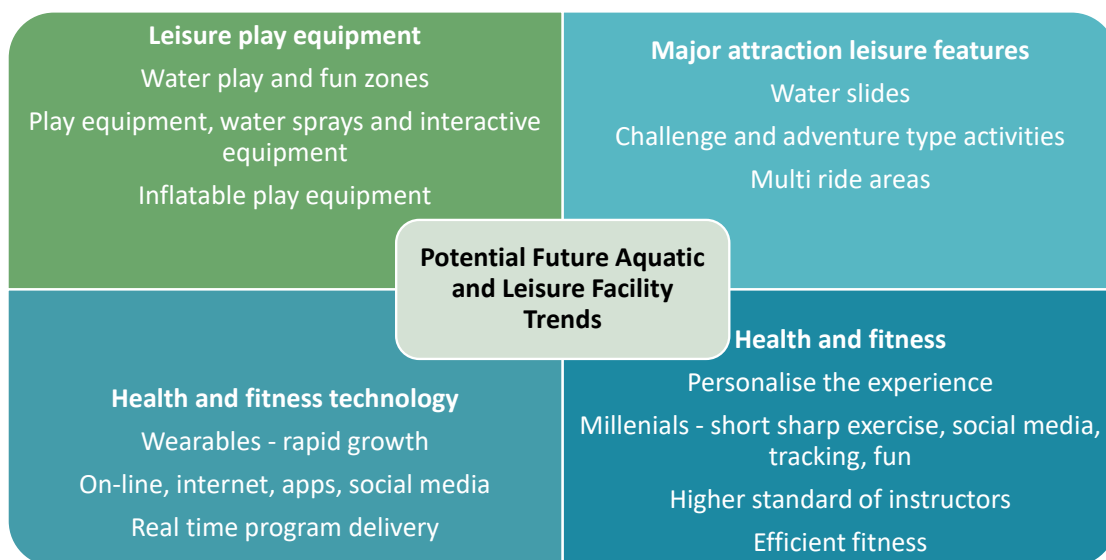 Leisure play equipment
Water play and fun zones
Play equipment, water sprays and interactive
equipment
Inflatable play equipment
Major attraction leisure features
Water slides
Challenge and adventure type activities
Multi ride areas
Potential Future Aquatic
and Leisure Facility
Trends
Health and fitness technology
Wearables - rapid growth
On-line, internet, apps, social media
Real time program delivery
Health and fitness
Personalise the experience
Millenials - short sharp exercise, social media,
tracking, fun
Higher standard of instructors
Efficient fitness